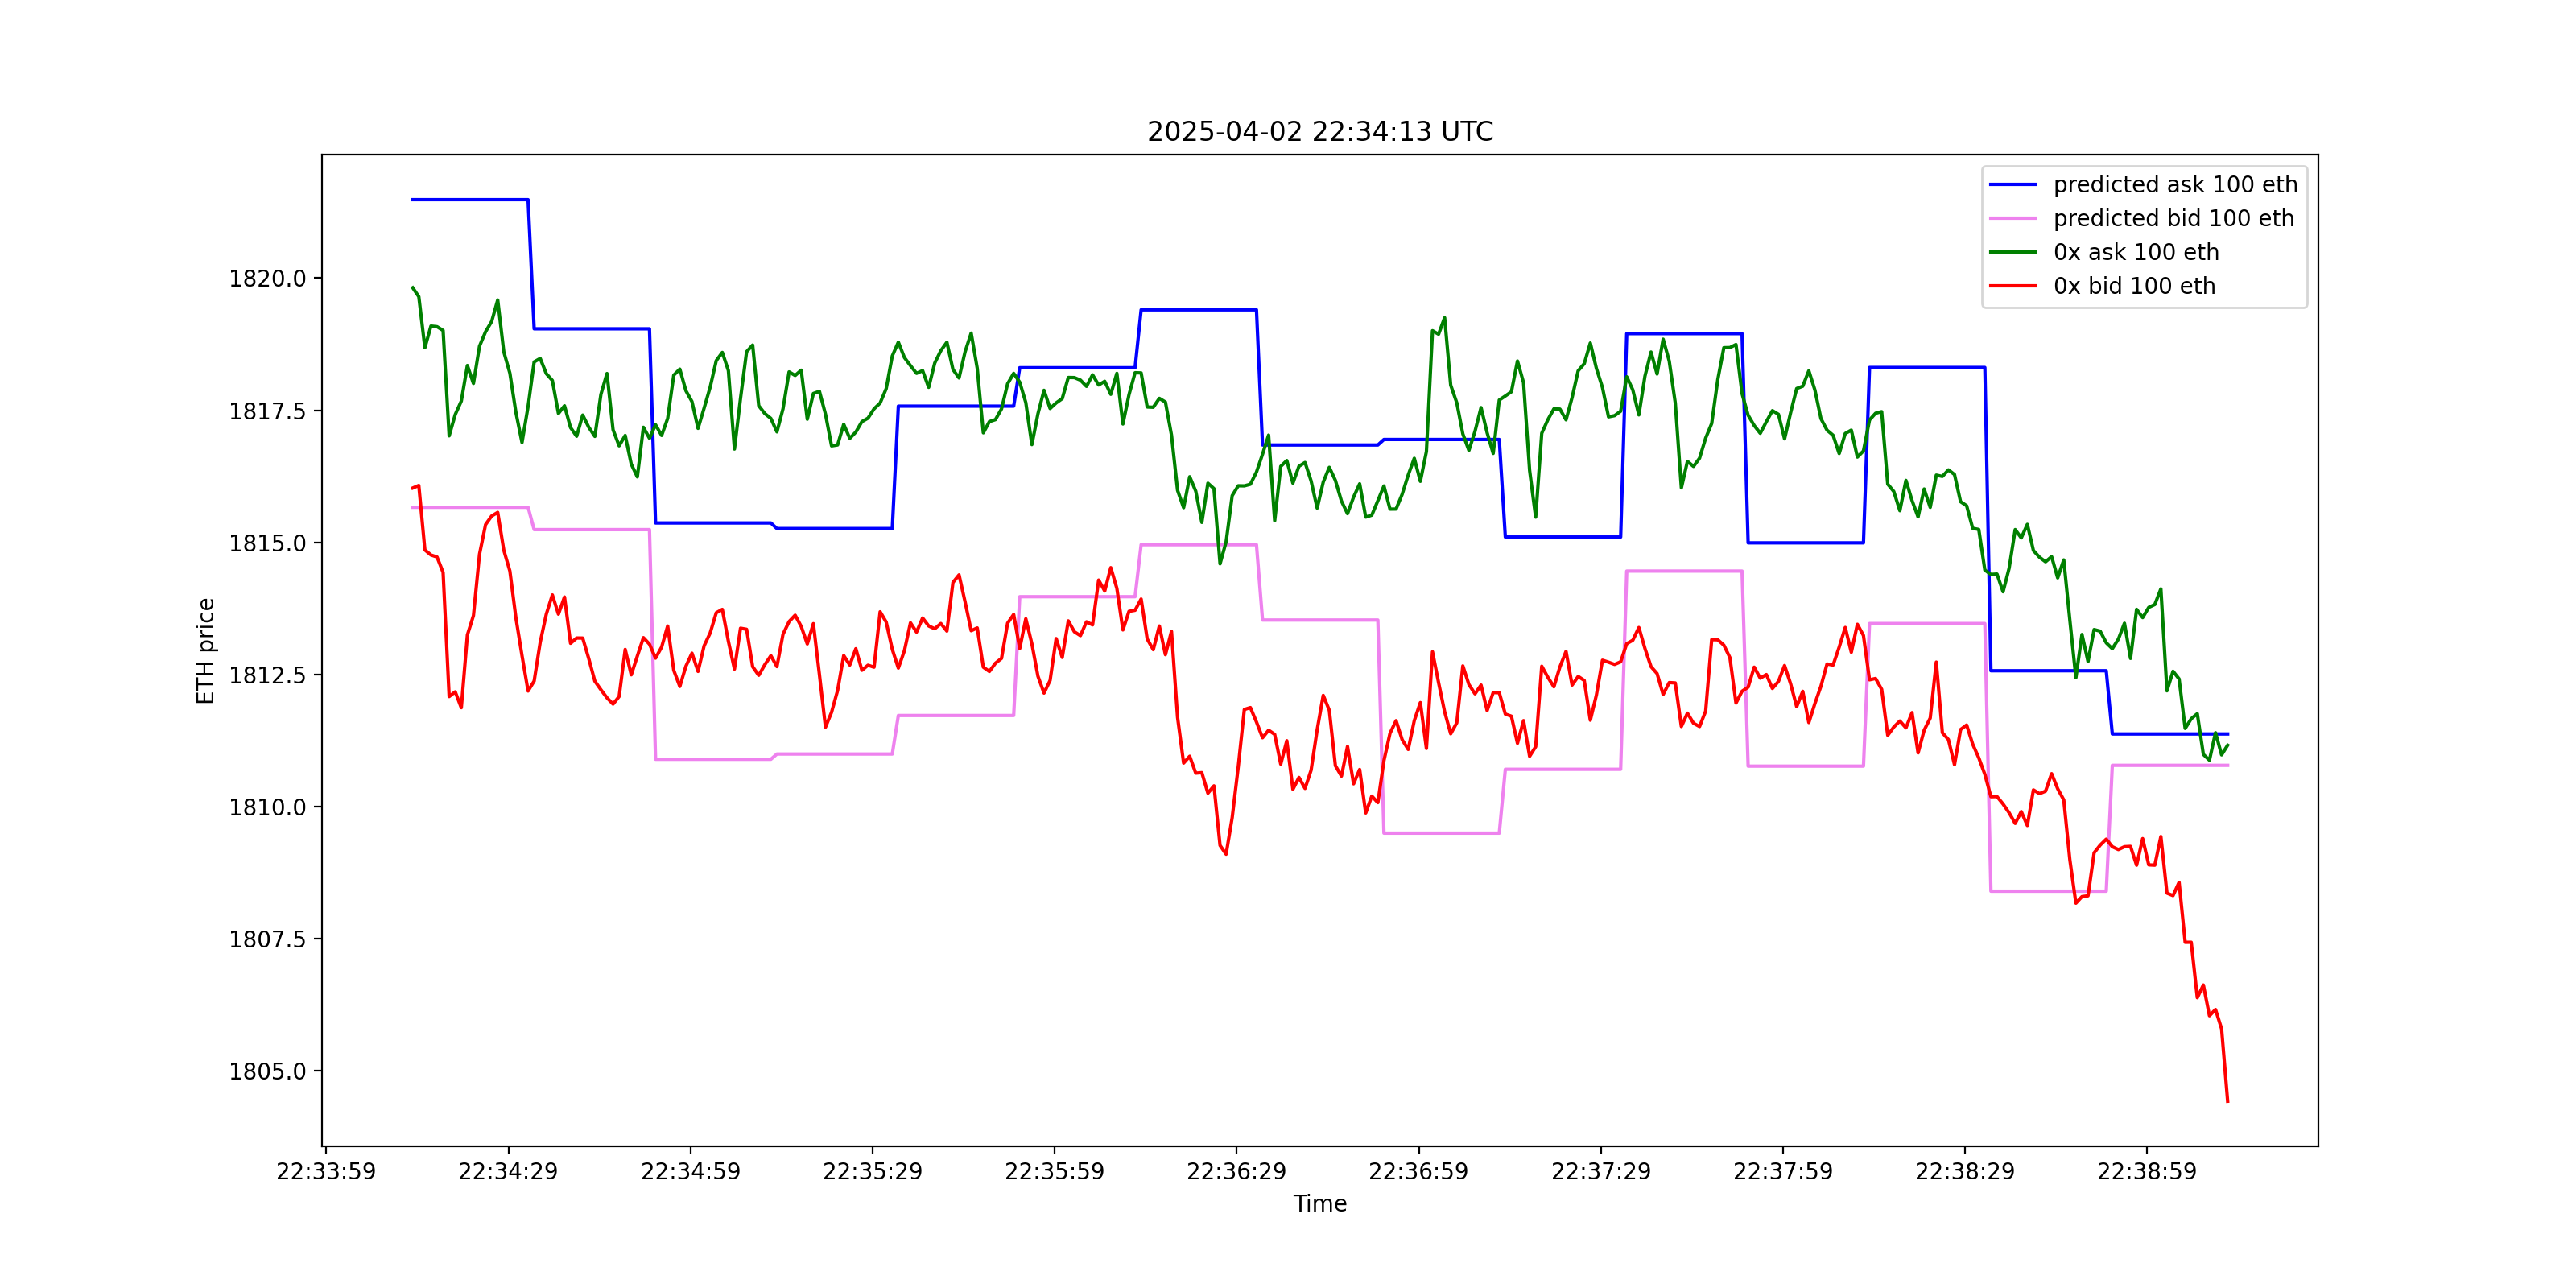 2025-04-02 22:34:13 UTC
predicted ask 100 eth
predicted bid 100 eth
0x ask 100 eth
0x bid 100 eth
ETH price
1820.0
1817.5
1815.0
1812.5
1810.0
1807.5
1805.0
22:33:59 22:34:29 22:34:59 22:35:29 22:35:59 22:36:29 22:36:59 22:37:29 22:37:59 22:38:29 22:38:59
Time